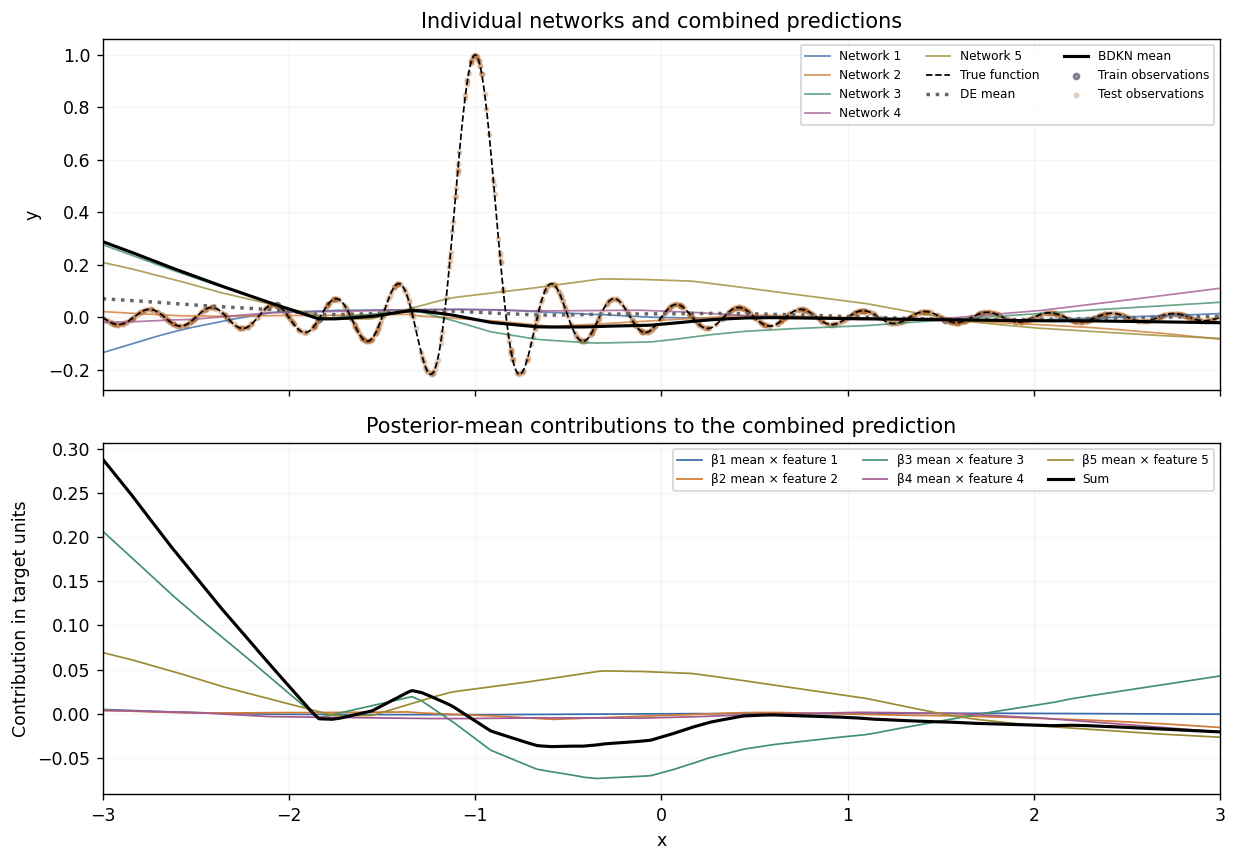 Individual networks and combined predictions
Network 1
Network 2
Network 3
Network 4
Network 5
True function
DE mean
BDKN mean
Train observations
Test observations
1.0
0.8
0.6
0.4
0.2
0.0
−0.2
y
Posterior-mean contributions to the combined prediction
β1 mean × feature 1
β2 mean × feature 2
β3 mean × feature 3
β4 mean × feature 4
β5 mean × feature 5
Sum
0.30
0.25
0.20
0.15
0.10
0.05
0.00
−0.05
Contribution in target units
−3 −2 −1 0 1 2 3
x